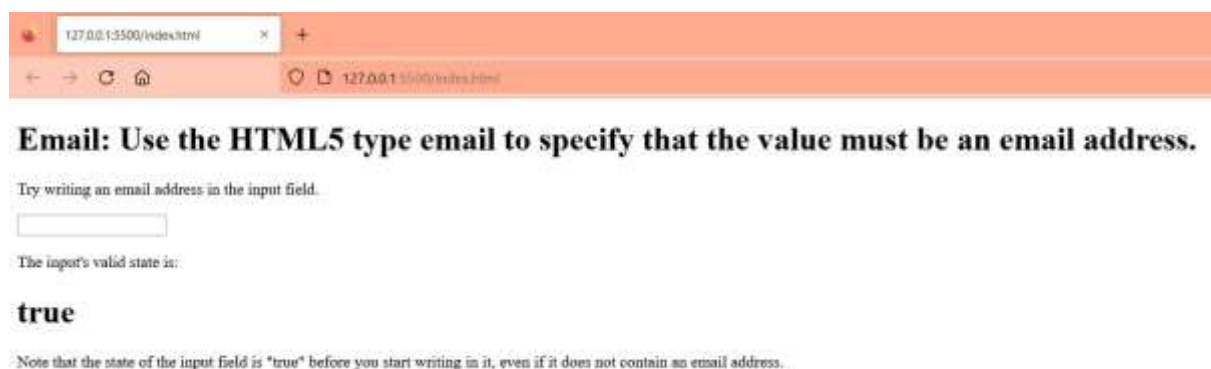 127.0.0.1:5500/index.html
127.0.0.1:5500/index.html
Email: Use the HTML5 type email to specify that the value must be an email address.
Try writing an email address in the input field.
The input's valid state is:
true
Note that the state of the input field is "true" before you start writing in it, even if it does not contain an email address.